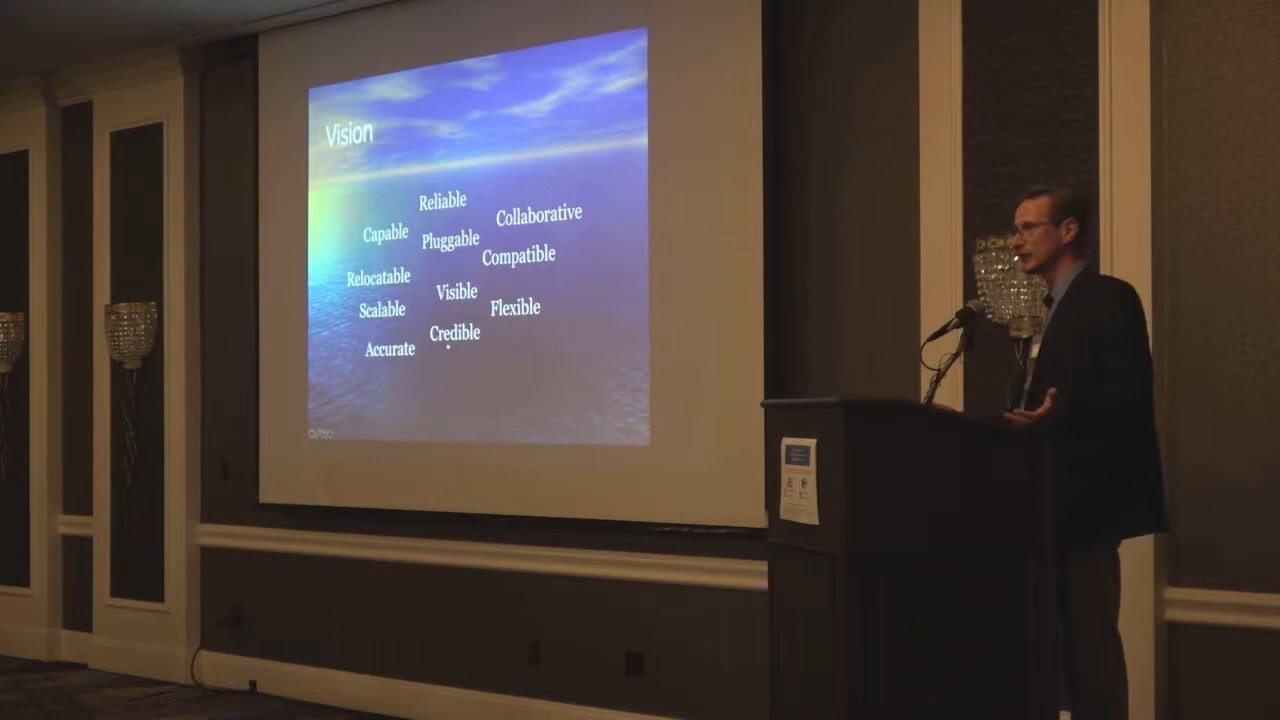 Vision
Reliable
Collaborative
Capable
Pluggable
Compatible
Relocatable
Visible
Scalable
Flexible
Credible
Accurate